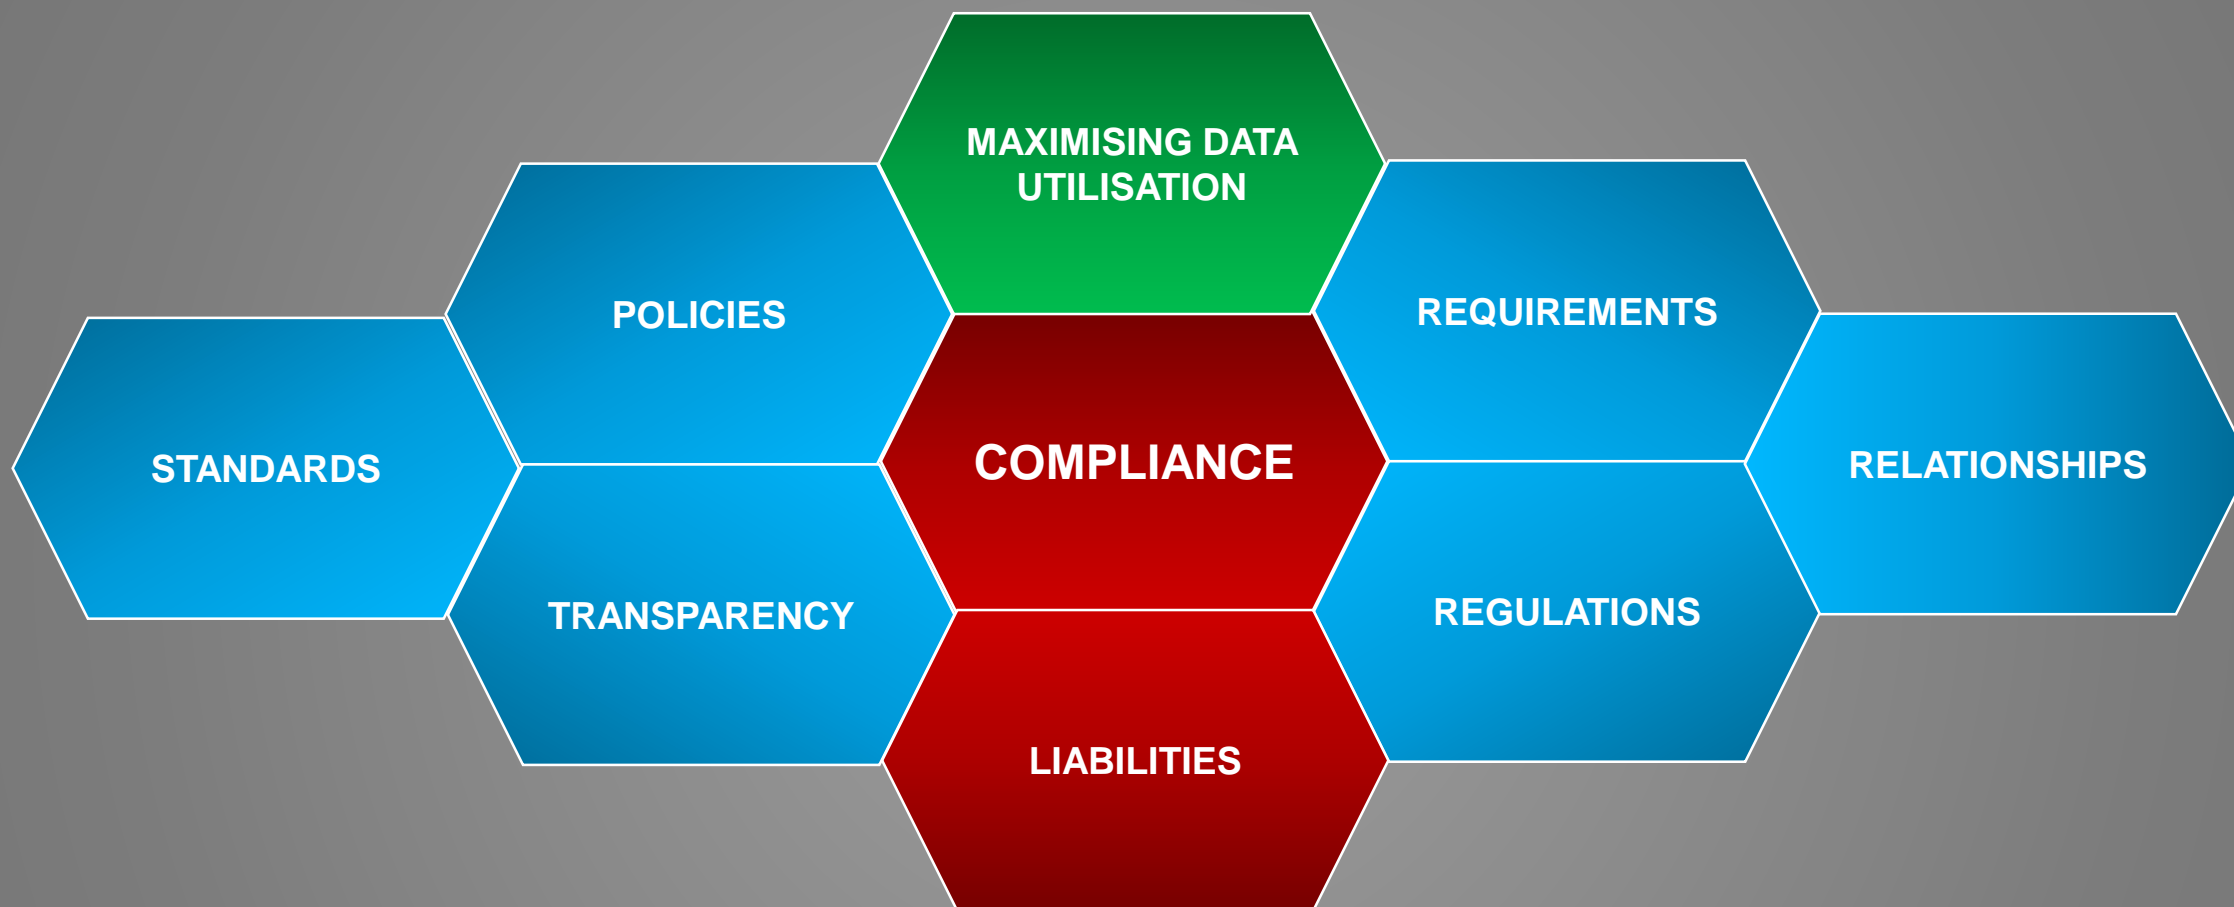 MAXIMISING DATA
UTILISATION
POLICIES
REQUIREMENTS
STANDARDS
COMPLIANCE
RELATIONSHIPS
TRANSPARENCY
REGULATIONS
LIABILITIES